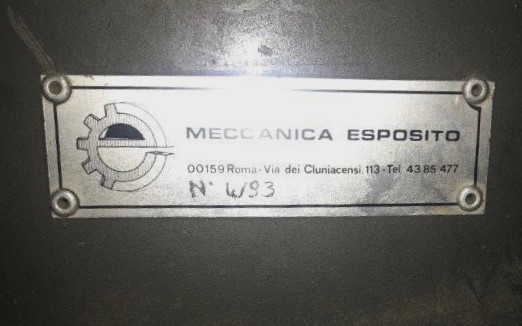 MECCANICA ESPOSITO
00159 Roma - Via dei Cluniacensi, 113 - Tel. 43 85 477
N° 4/93